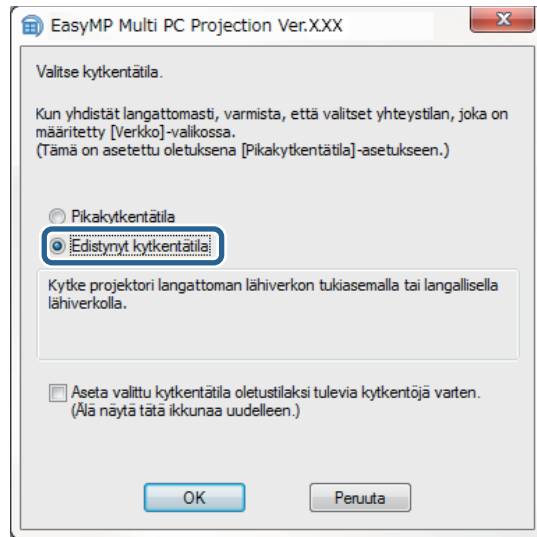 EasyMP Multi PC Projection Ver.XXX
Valitse kytkentätila.
Kun yhdistät langattomasti, varmista, että valitset yhteystilan, joka on
määritetty [Verkko]-valikossa.
(Tämä on asetettu oletuksena [Pikakytkentätila]-asetukseen.)
Pikakytkentätila
Edistynyt kytkentätila
Kytke projektori langattoman lähiverkon tukiasemalla tai langallisella
lähiverkolla.
Aseta valittu kytkentätila oletustilaksi tulevia kytkentöjä varten.
(Älä näytä tätä ikkunaa uudelleen.)
OK Peruuta